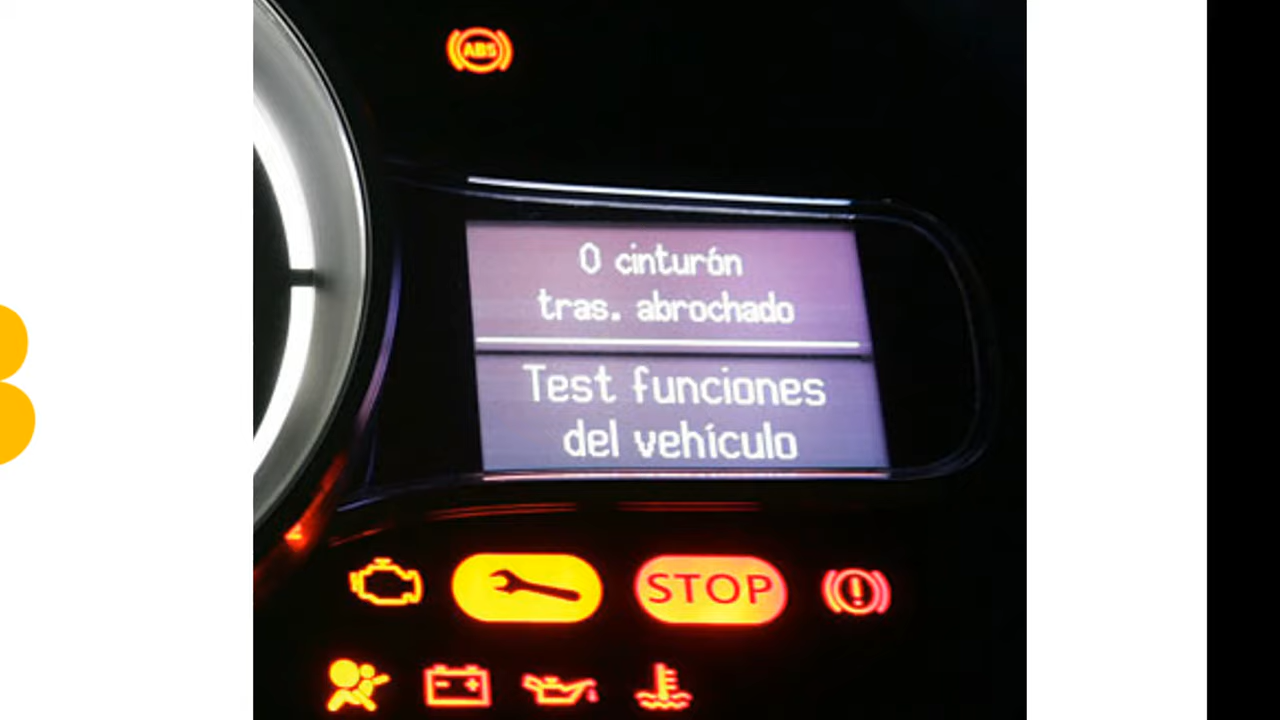 ABS
0 cinturón
tras. abrochado
Test funciones
del vehículo
STOP